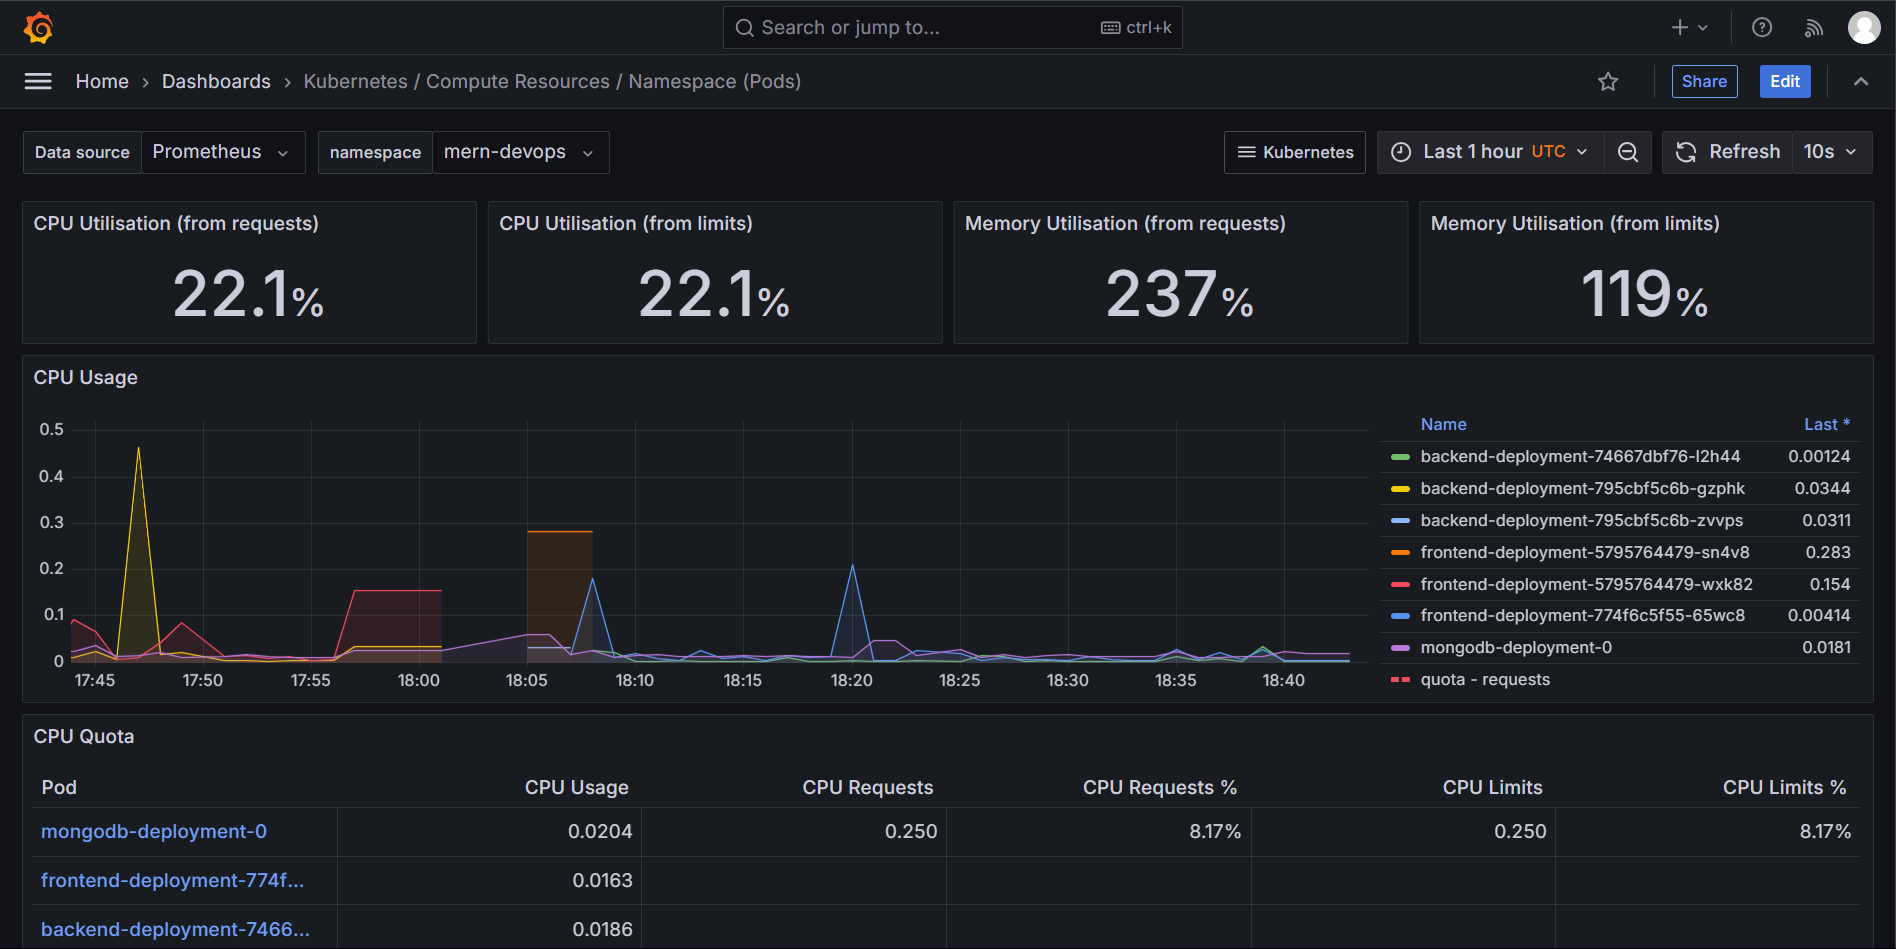 Search or jump to... ctrl+k
Home › Dashboards › Kubernetes / Compute Resources / Namespace (Pods) Share Edit
Data source Prometheus namespace mern-devops Kubernetes Last 1 hour UTC Refresh 10s
CPU Utilisation (from requests)
22.1%
CPU Utilisation (from limits)
22.1%
Memory Utilisation (from requests)
237%
Memory Utilisation (from limits)
119%
CPU Usage
0.5
0.4
0.3
0.2
0.1
0
17:45 17:50 17:55 18:00 18:05 18:10 18:15 18:20 18:25 18:30 18:35 18:40
Name Last *
backend-deployment-74667dbf76-l2h44 0.00124
backend-deployment-795cbf5c6b-gzphk 0.0344
backend-deployment-795cbf5c6b-zvvps 0.0311
frontend-deployment-5795764479-sn4v8 0.283
frontend-deployment-5795764479-wxk82 0.154
frontend-deployment-774f6c5f55-65wc8 0.00414
mongodb-deployment-0 0.0181
quota - requests
CPU Quota
Pod CPU Usage CPU Requests CPU Requests % CPU Limits CPU Limits %
mongodb-deployment-0 0.0204 0.250 8.17% 0.250 8.17%
frontend-deployment-774f... 0.0163
backend-deployment-7466... 0.0186